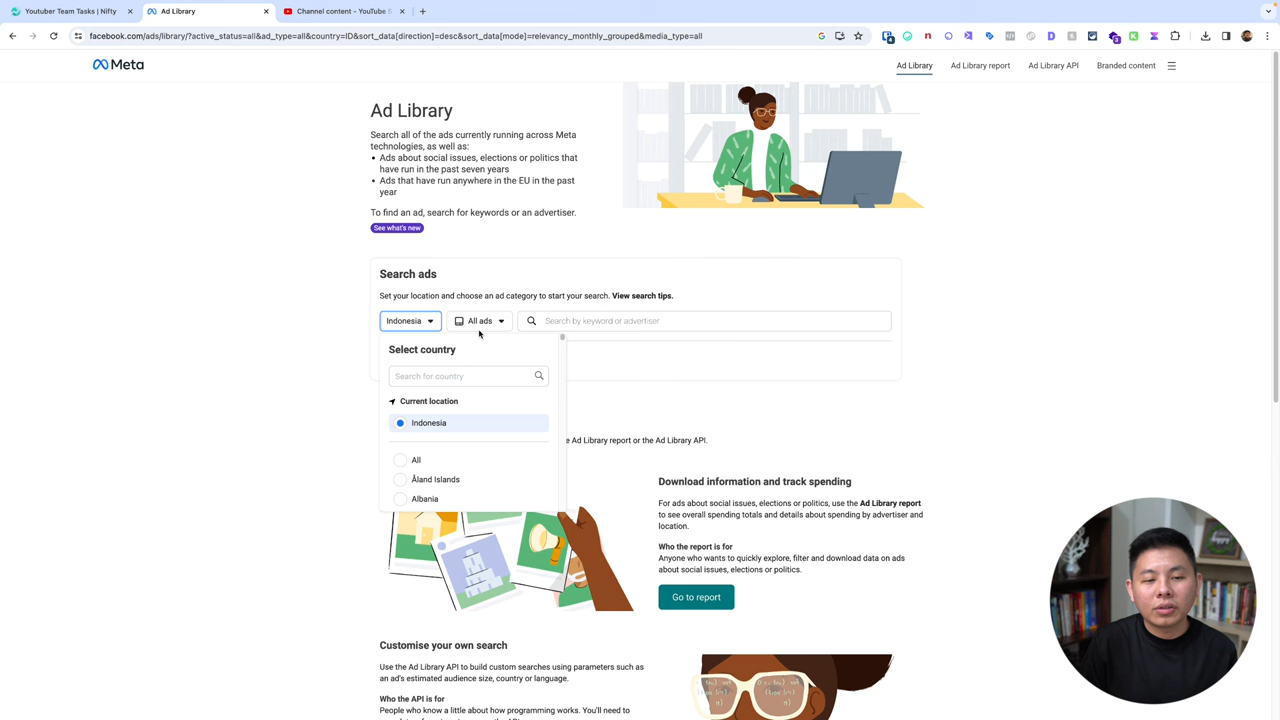 Youtuber Team Tasks | Nifty
Ad Library
Channel content - YouTube S
facebook.com/ads/library/?active_status=all&ad_type=all&country=ID&sort_data[direction]=desc&sort_data[mode]=relevancy_monthly_grouped&media_type=all
Meta
Ad Library
Ad Library report
Ad Library API
Branded content
Ad Library
Search all of the ads currently running across Meta
technologies, as well as:
• Ads about social issues, elections or politics that
have run in the past seven years
• Ads that have run anywhere in the EU in the past
year
To find an ad, search for keywords or an advertiser.
See what's new
Search ads
Set your location and choose an ad category to start your search. View search tips.
Indonesia
All ads
Search by keyword or advertiser
Select country
Search for country
Current location
Indonesia
All
Åland Islands
Albania
e Ad Library report or the Ad Library API.
Download information and track spending
For ads about social issues, elections or politics, use the Ad Library report
to see overall spending totals and details about spending by advertiser and
location.
Who the report is for
Anyone who wants to quickly explore, filter and download data on ads
about social issues, elections or politics.
Go to report
Customise your own search
Use the Ad Library API to build custom searches using parameters such as
an ad's estimated audience size, country or language.
Who the API is for
People who know a little about how programming works. You'll need to